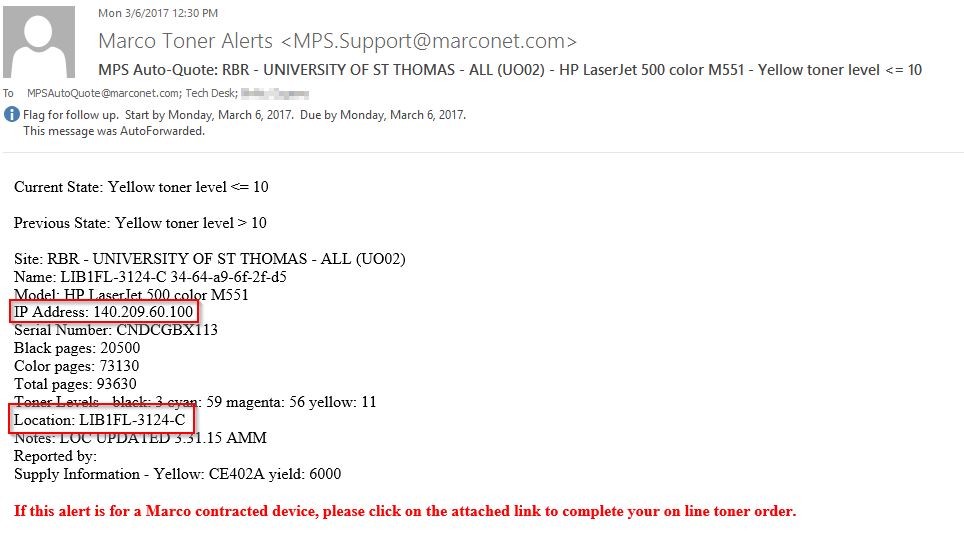 Mon 3/6/2017 12:30 PM
Marco Toner Alerts <MPS.Support@marconet.com>
MPS Auto-Quote: RBR - UNIVERSITY OF ST THOMAS - ALL (UO02) - HP LaserJet 500 color M551 - Yellow toner level <= 10
To MPSAutoQuote@marconet.com; Tech Desk;
Flag for follow up. Start by Monday, March 6, 2017. Due by Monday, March 6, 2017.
This message was AutoForwarded.
Current State: Yellow toner level <= 10
Previous State: Yellow toner level > 10
Site: RBR - UNIVERSITY OF ST THOMAS - ALL (UO02)
Name: LIB1FL-3124-C 34-64-a9-6f-2f-d5
Model: HP LaserJet 500 color M551
IP Address: 140.209.60.100
Serial Number: CNDCGBX113
Black pages: 20500
Color pages: 73130
Total pages: 93630
Toner Levels - black: 3 cyan: 59 magenta: 56 yellow: 11
Location: LIB1FL-3124-C
Notes: LOC UPDATED 3.31.15 AMM
Reported by:
Supply Information - Yellow: CE402A yield: 6000
If this alert is for a Marco contracted device, please click on the attached link to complete your on line toner order.